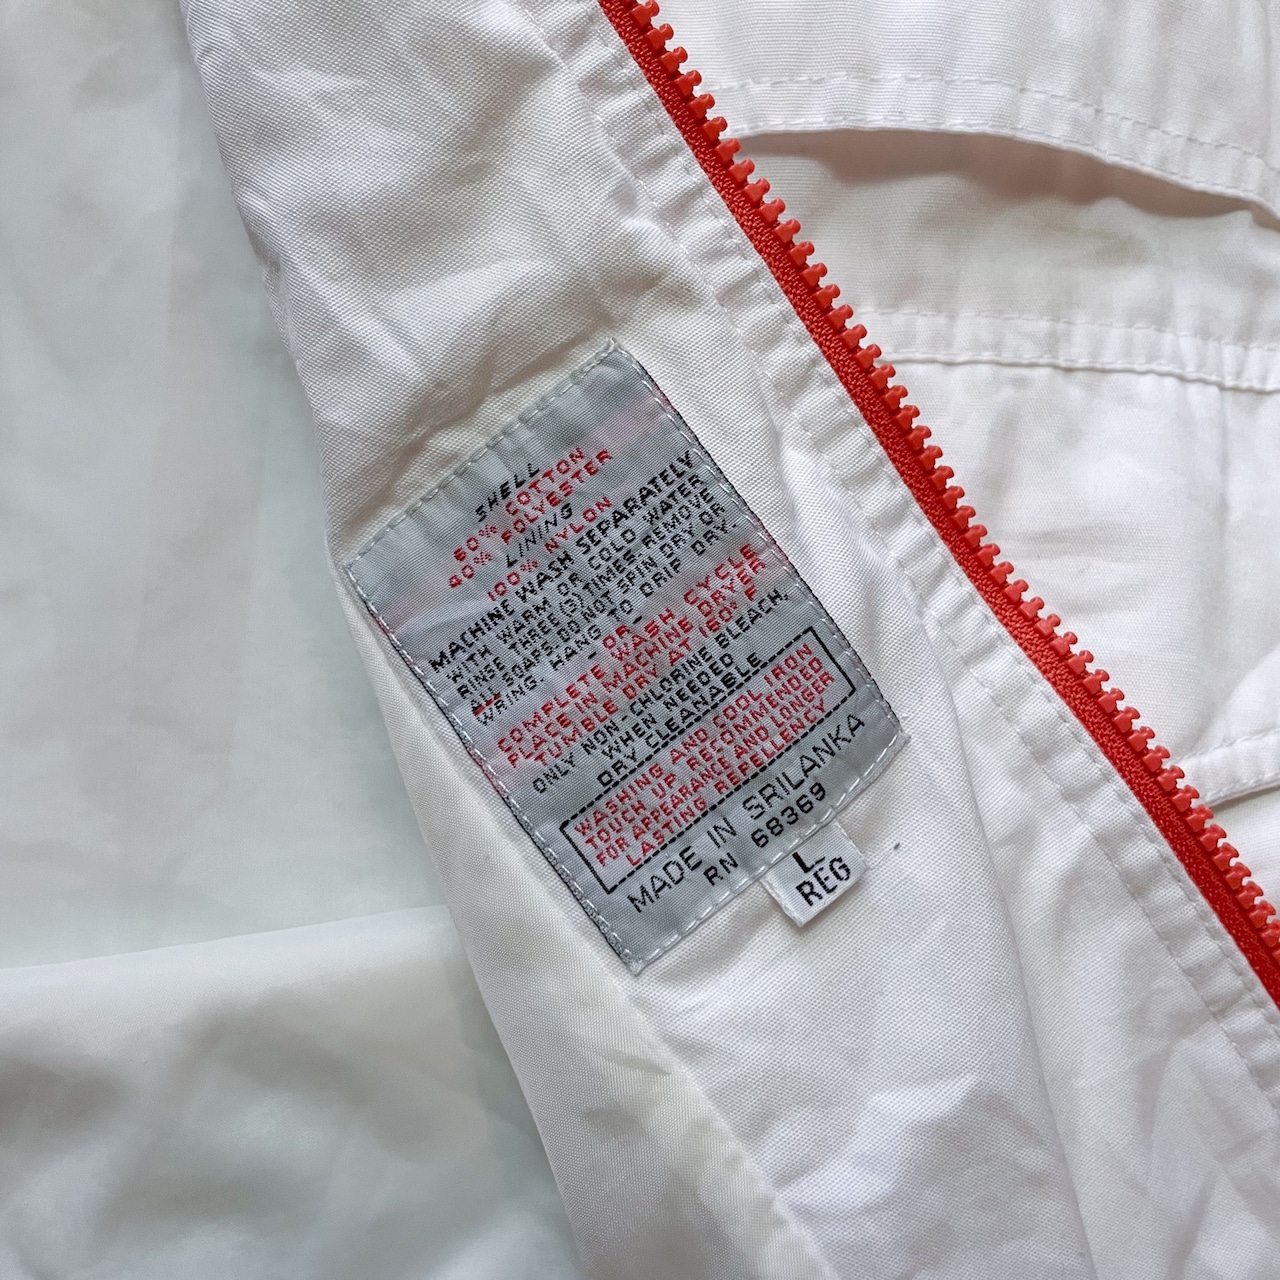 SHELL
60% COTTON
40% POLYESTER
LINING
100% NYLON
MACHINE WASH SEPARATELY
WITH WARM OR COLD WATER
RINSE THREE (3) TIMES REMOVE
ALL SOAPS. DO NOT SPIN DRY OR
WRING. HANG TO DRIP DRY.
-OR-
COMPLETE WASH CYCLE
PLACE IN MACHINE DRYER
TUMBLE DRY AT 160°F
ONLY NON-CHLORINE BLEACH,
WHEN NEEDED
DRY CLEANABLE
WASHING AND COOL IRON
TOUCH UP, RECOMMENDED
FOR APPEARANCE AND LONGER
LASTING REPELLENCY
MADE IN SRILANKA
RN 68369
L
REG